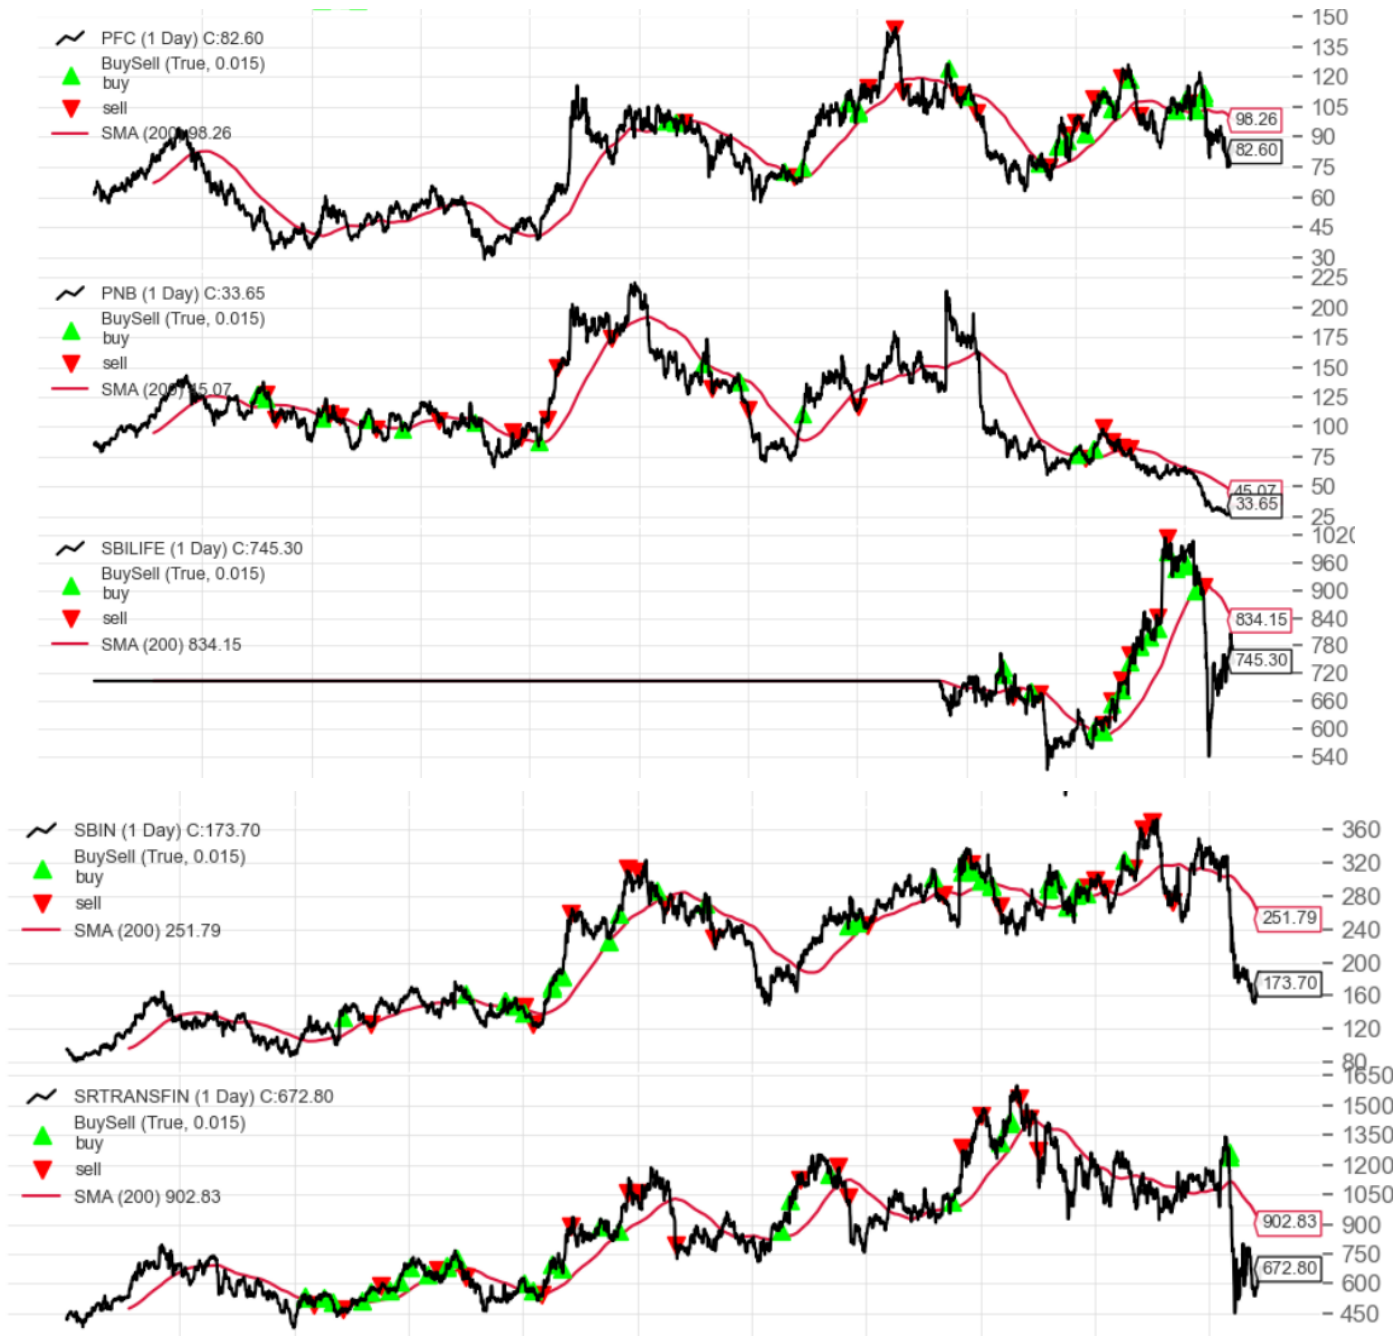 PFC (1 Day) C:82.60
BuySell (True, 0.015)
buy
sell
SMA (200) 98.26
150
135
120
105
98.26
90
82.60
75
60
45
30
PNB (1 Day) C:33.65
BuySell (True, 0.015)
buy
sell
SMA (200) 45.07
225
200
175
150
125
100
75
50
45.07
33.65
25
SBILIFE (1 Day) C:745.30
BuySell (True, 0.015)
buy
sell
SMA (200) 834.15
1020
960
900
840
834.15
780
745.30
720
660
600
540
SBIN (1 Day) C:173.70
BuySell (True, 0.015)
buy
sell
SMA (200) 251.79
360
320
280
251.79
240
200
173.70
160
120
80
SRTRANSFIN (1 Day) C:672.80
BuySell (True, 0.015)
buy
sell
SMA (200) 902.83
1650
1500
1350
1200
1050
902.83
900
750
672.80
600
450